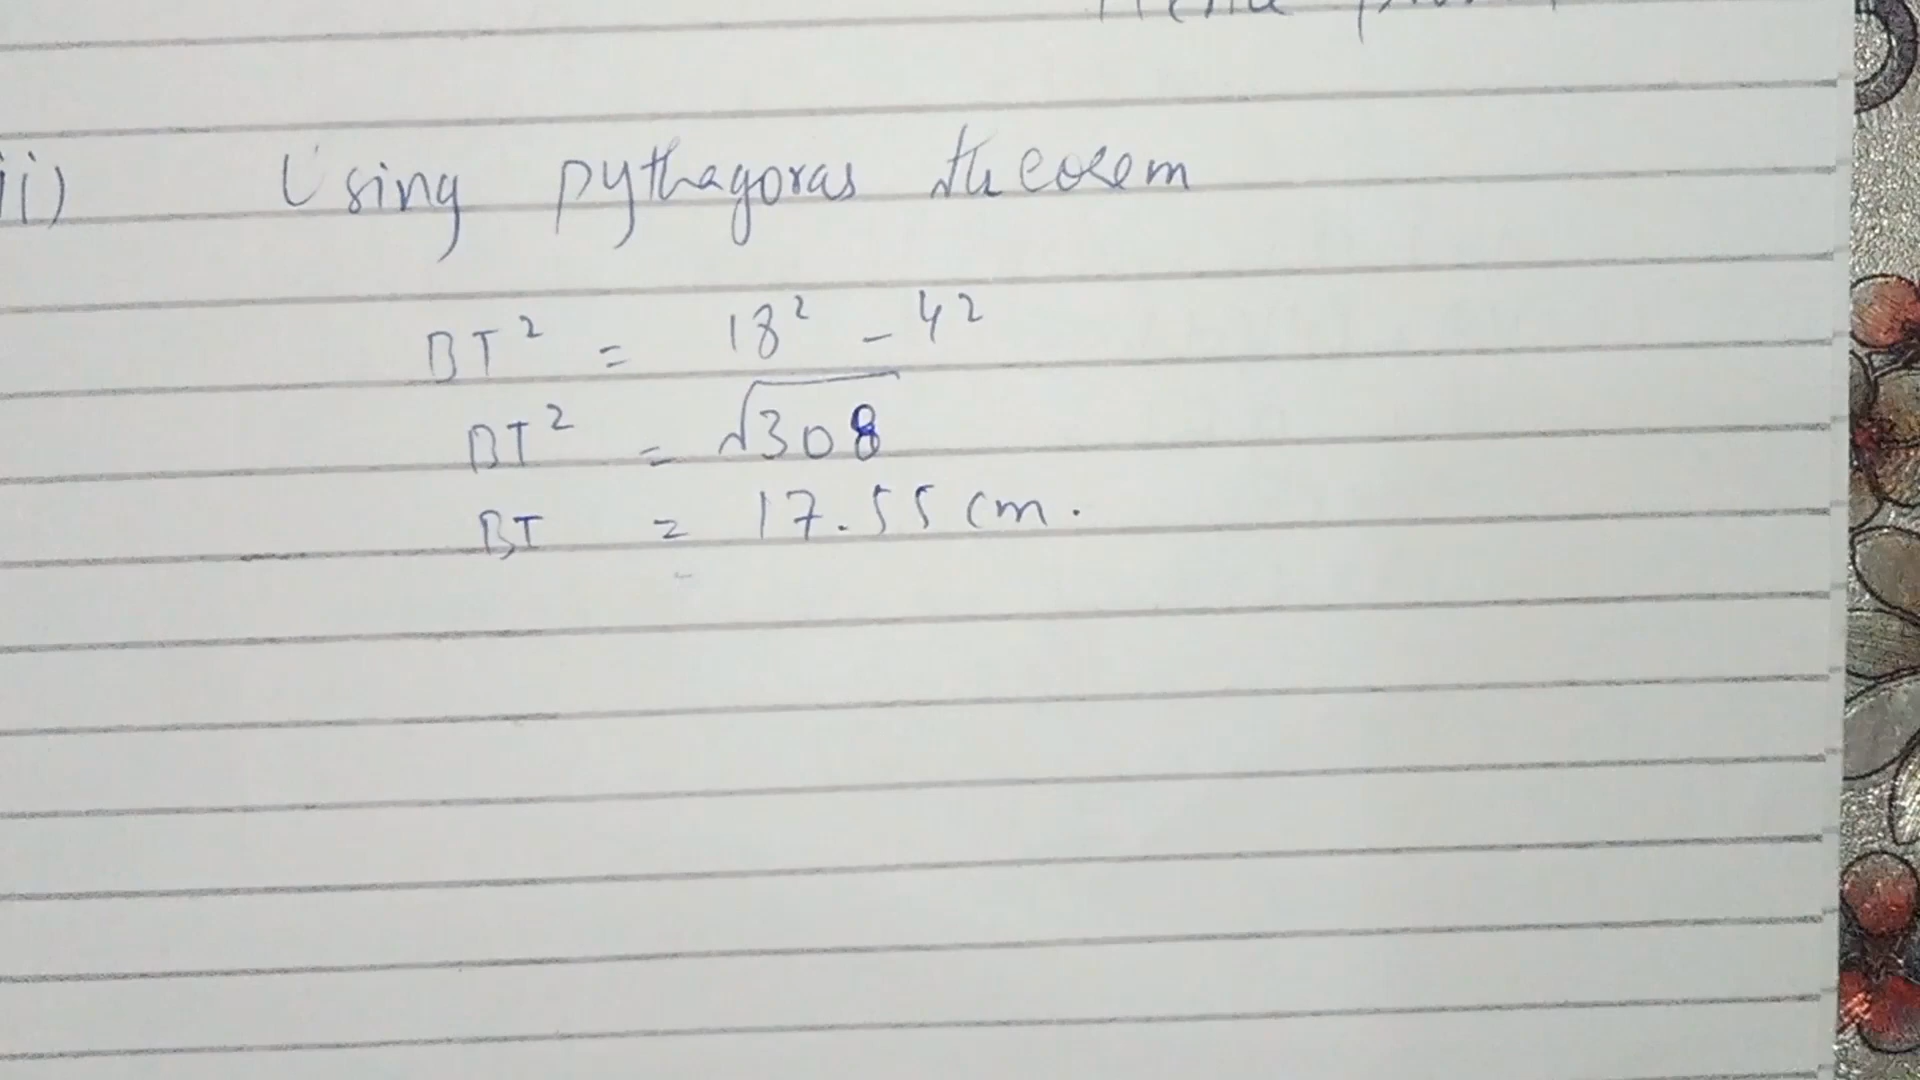 ii) Using pythagoras theorem
BT² = 18² - 42
BT² = √308
BT = 17.55 cm.